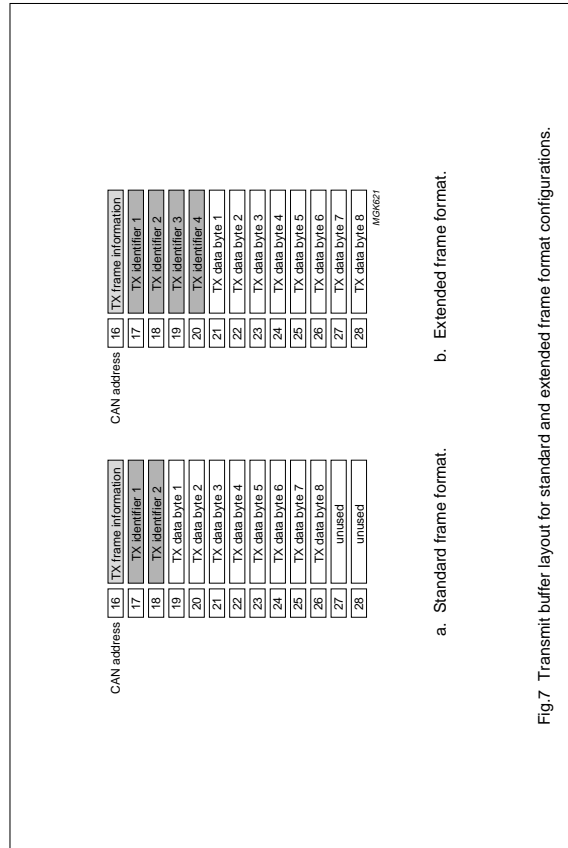 CAN address 16 TX frame information
17 TX identifier 1
18 TX identifier 2
19 TX data byte 1
20 TX data byte 2
21 TX data byte 3
22 TX data byte 4
23 TX data byte 5
24 TX data byte 6
25 TX data byte 7
26 TX data byte 8
27 unused
28 unused
a. Standard frame format.
CAN address 16 TX frame information
17 TX identifier 1
18 TX identifier 2
19 TX identifier 3
20 TX identifier 4
21 TX data byte 1
22 TX data byte 2
23 TX data byte 3
24 TX data byte 4
25 TX data byte 5
26 TX data byte 6
27 TX data byte 7
28 TX data byte 8
MGK621
b. Extended frame format.
Fig.7 Transmit buffer layout for standard and extended frame format configurations.